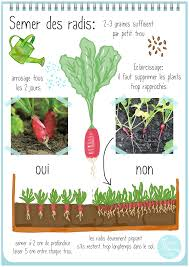 Semer des radis:
2-3 graines suffisent
par petit trou
arrosage tous
les 2 jours.
Eclaircissage:
il faut supprimer les plants
trop rapprochés.
oui
non
semer à 2 cm de profondeur
laisser 5 cm entre chaque trou.
les radis deviennent piquant
s'ils restent trop longtemps dans le sol.